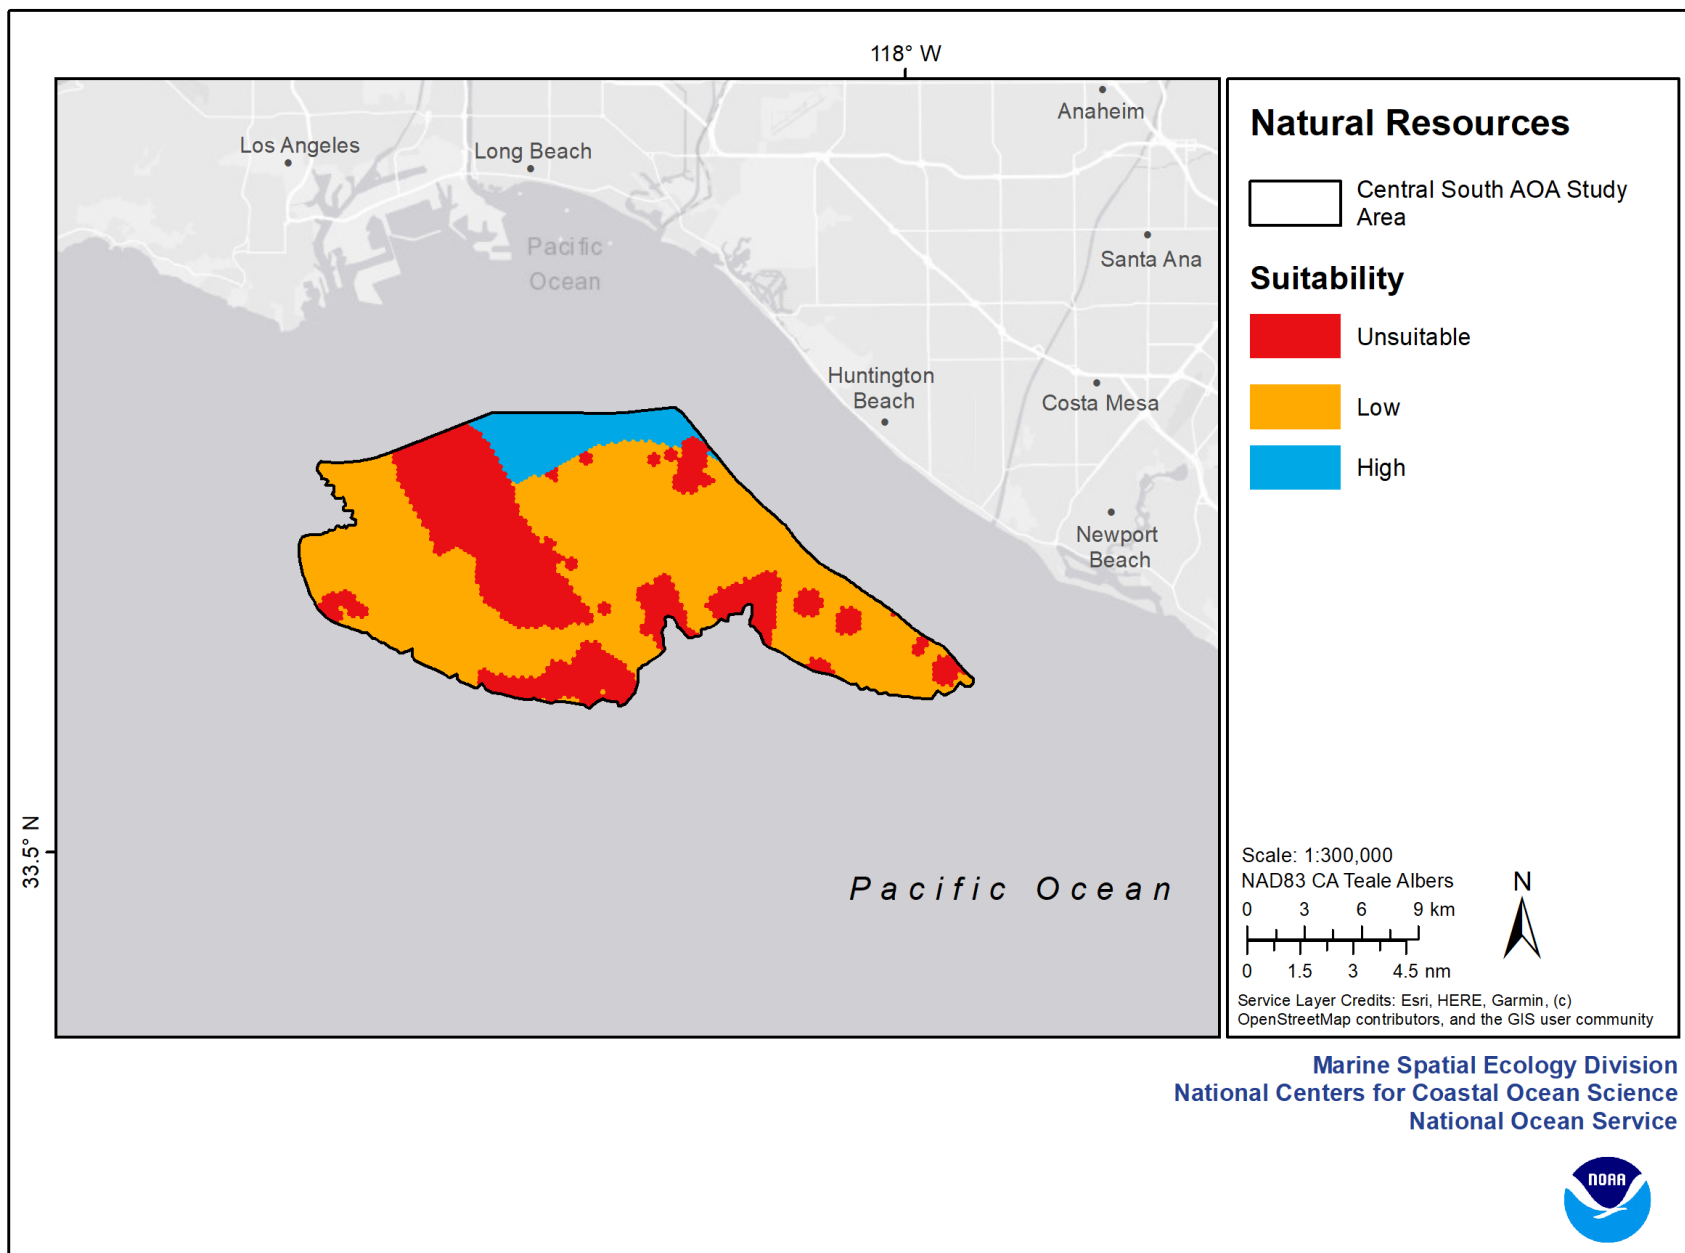 118° W
Anaheim
Los Angeles
Long Beach
Pacific
Ocean
Santa Ana
Huntington
Beach
Costa Mesa
Newport
Beach
33.5° N
Pacific Ocean
Natural Resources
Central South AOA Study
Area
Suitability
Unsuitable
Low
High
Scale: 1:300,000
NAD83 CA Teale Albers
0 3 6 9 km
0 1.5 3 4.5 nm
N
Service Layer Credits: Esri, HERE, Garmin, (c)
OpenStreetMap contributors, and the GIS user community
Marine Spatial Ecology Division
National Centers for Coastal Ocean Science
National Ocean Service
NOAA